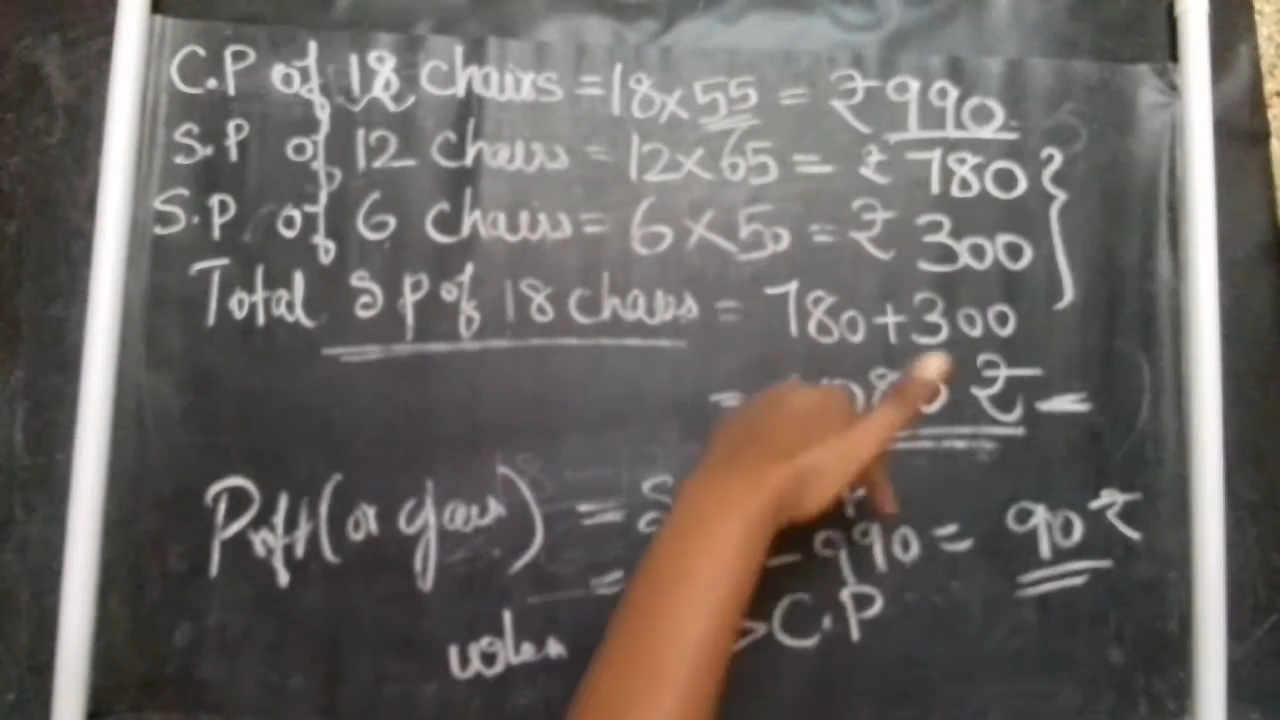 C.P of 18 chairs = 18 x 55 = ₹ 990
S.P of 12 chairs = 12 x 65 = ₹ 780
S.P of 6 chairs = 6 x 50 = ₹ 300
Total S P of 18 chairs = 780 + 300
= ₹ -
Profit (or gain) = S
= - 990 = 90 ₹
when > C.P